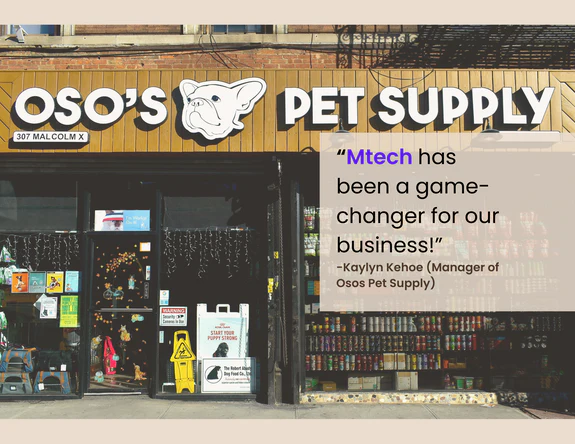 OSO'S PET SUPPLY
307 MALCOLM X
“Mtech has
been a game-
changer for our
business!”
-Kaylyn Kehoe (Manager of
Osos Pet Supply)
WARNING
START YOUR
PUPPY STRONG